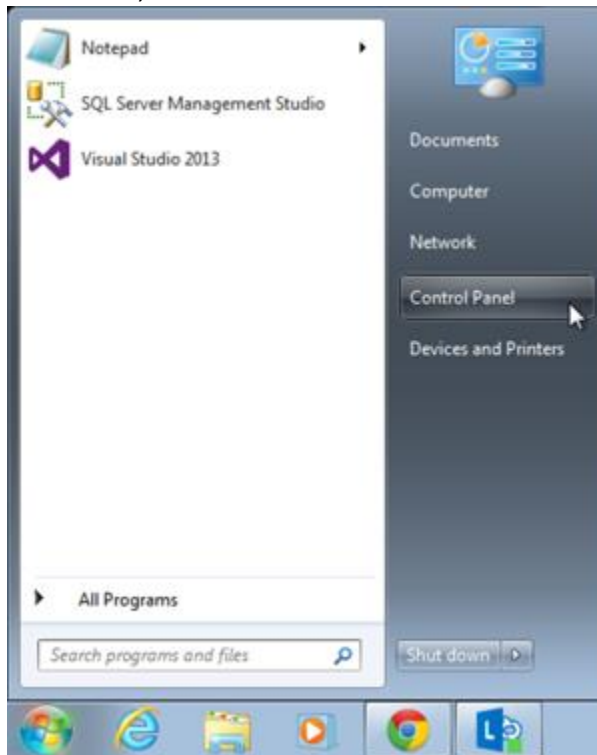 Notepad
SQL Server Management Studio
Visual Studio 2013
All Programs
Search programs and files
Documents
Computer
Network
Control Panel
Devices and Printers
Shut down
L